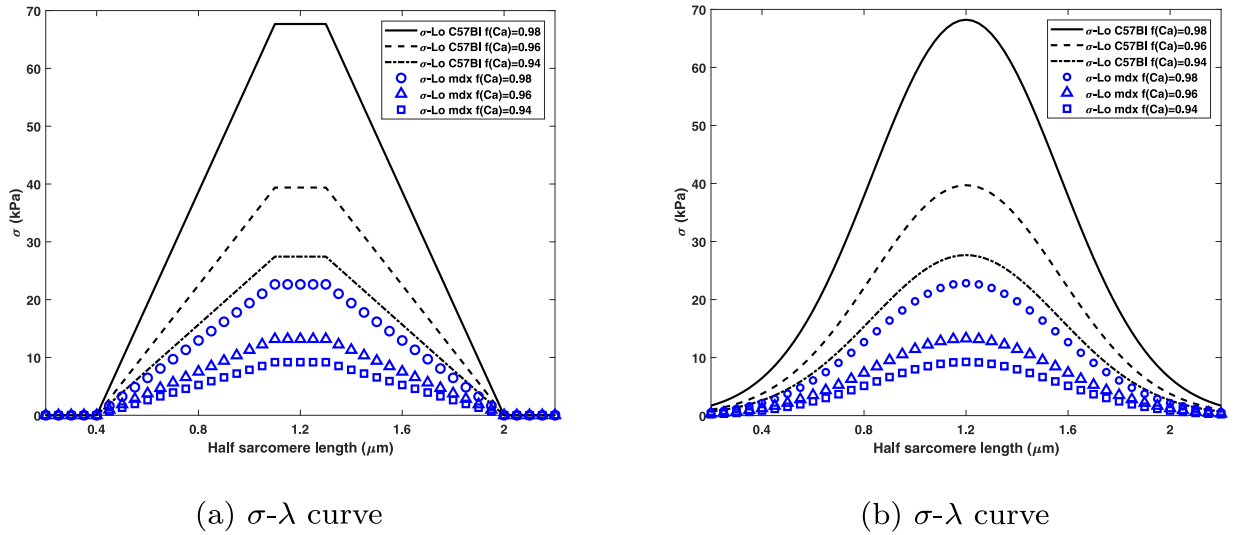 70
60
50
40
30
20
10
0
σ (kPa)
0.4 0.8 1.2 1.6 2
Half sarcomere length (μm)
σ-Lo C57Bl f(Ca)=0.98
σ-Lo C57Bl f(Ca)=0.96
σ-Lo C57Bl f(Ca)=0.94
σ-Lo mdx f(Ca)=0.98
σ-Lo mdx f(Ca)=0.96
σ-Lo mdx f(Ca)=0.94
(a) σ-λ curve
70
60
50
40
30
20
10
0
σ (kPa)
0.4 0.8 1.2 1.6 2
Half sarcomere length (μm)
σ-Lo C57Bl f(Ca)=0.98
σ-Lo C57Bl f(Ca)=0.96
σ-Lo C57Bl f(Ca)=0.94
σ-Lo mdx f(Ca)=0.98
σ-Lo mdx f(Ca)=0.96
σ-Lo mdx f(Ca)=0.94
(b) σ-λ curve